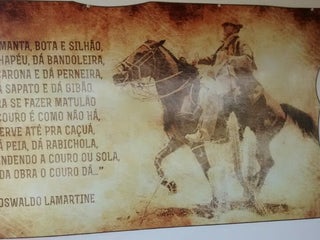 MANTA, BOTA E SILHÃO,
HAPÉU, DÁ BANDOLEIRA,
CARONA E DÁ PERNEIRA,
Á SAPATO E DÁ GIBÃO.
RA SE FAZER MATULÃO
COURO É COMO NÃO HÁ,
ERVE ATÉ PRA CAÇUÁ,
Á PEIA, DÁ RABICHOLA,
ENDENDO A COURO OU SOLA,
DA OBRA O COURO DÁ..."
OSWALDO LAMARTINE